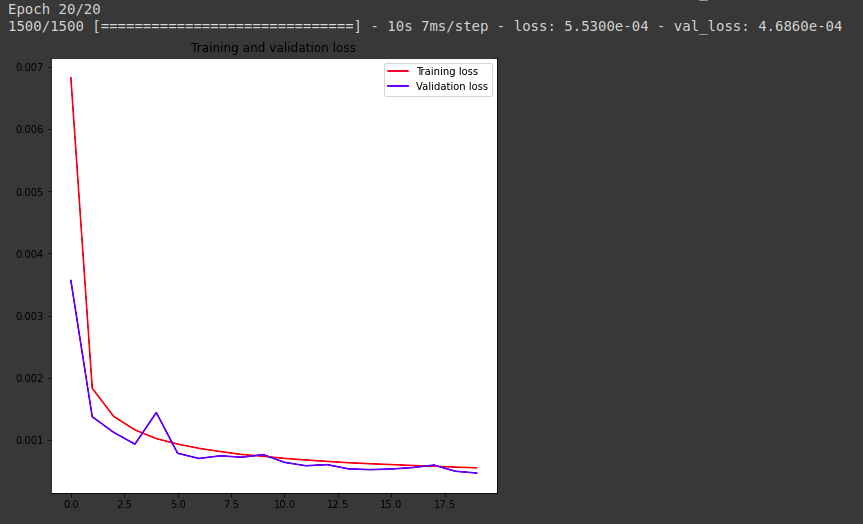 Epoch 20/20
1500/1500 [==============================] - 10s 7ms/step - loss: 5.5300e-04 - val_loss: 4.6860e-04
Training and validation loss
Training loss
Validation loss
0.007
0.006
0.005
0.004
0.003
0.002
0.001
0.0 2.5 5.0 7.5 10.0 12.5 15.0 17.5